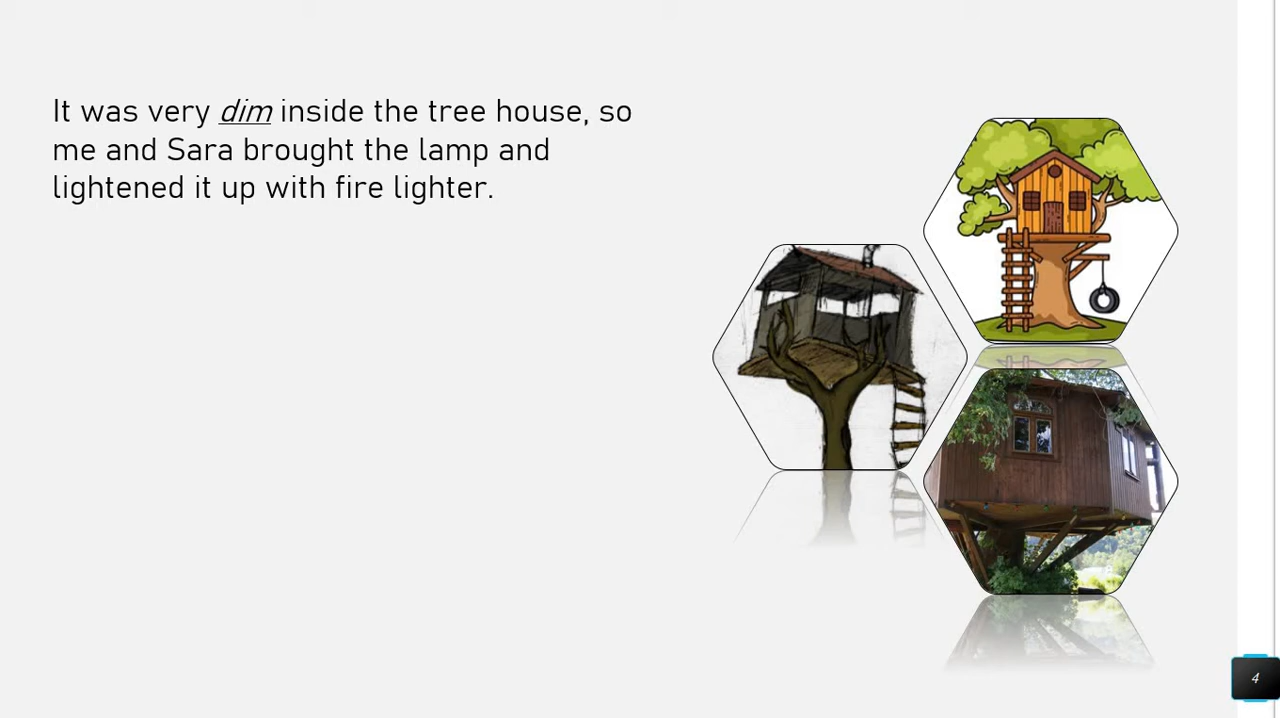 It was very dim inside the tree house, so
me and Sara brought the lamp and
lightened it up with fire lighter.
4